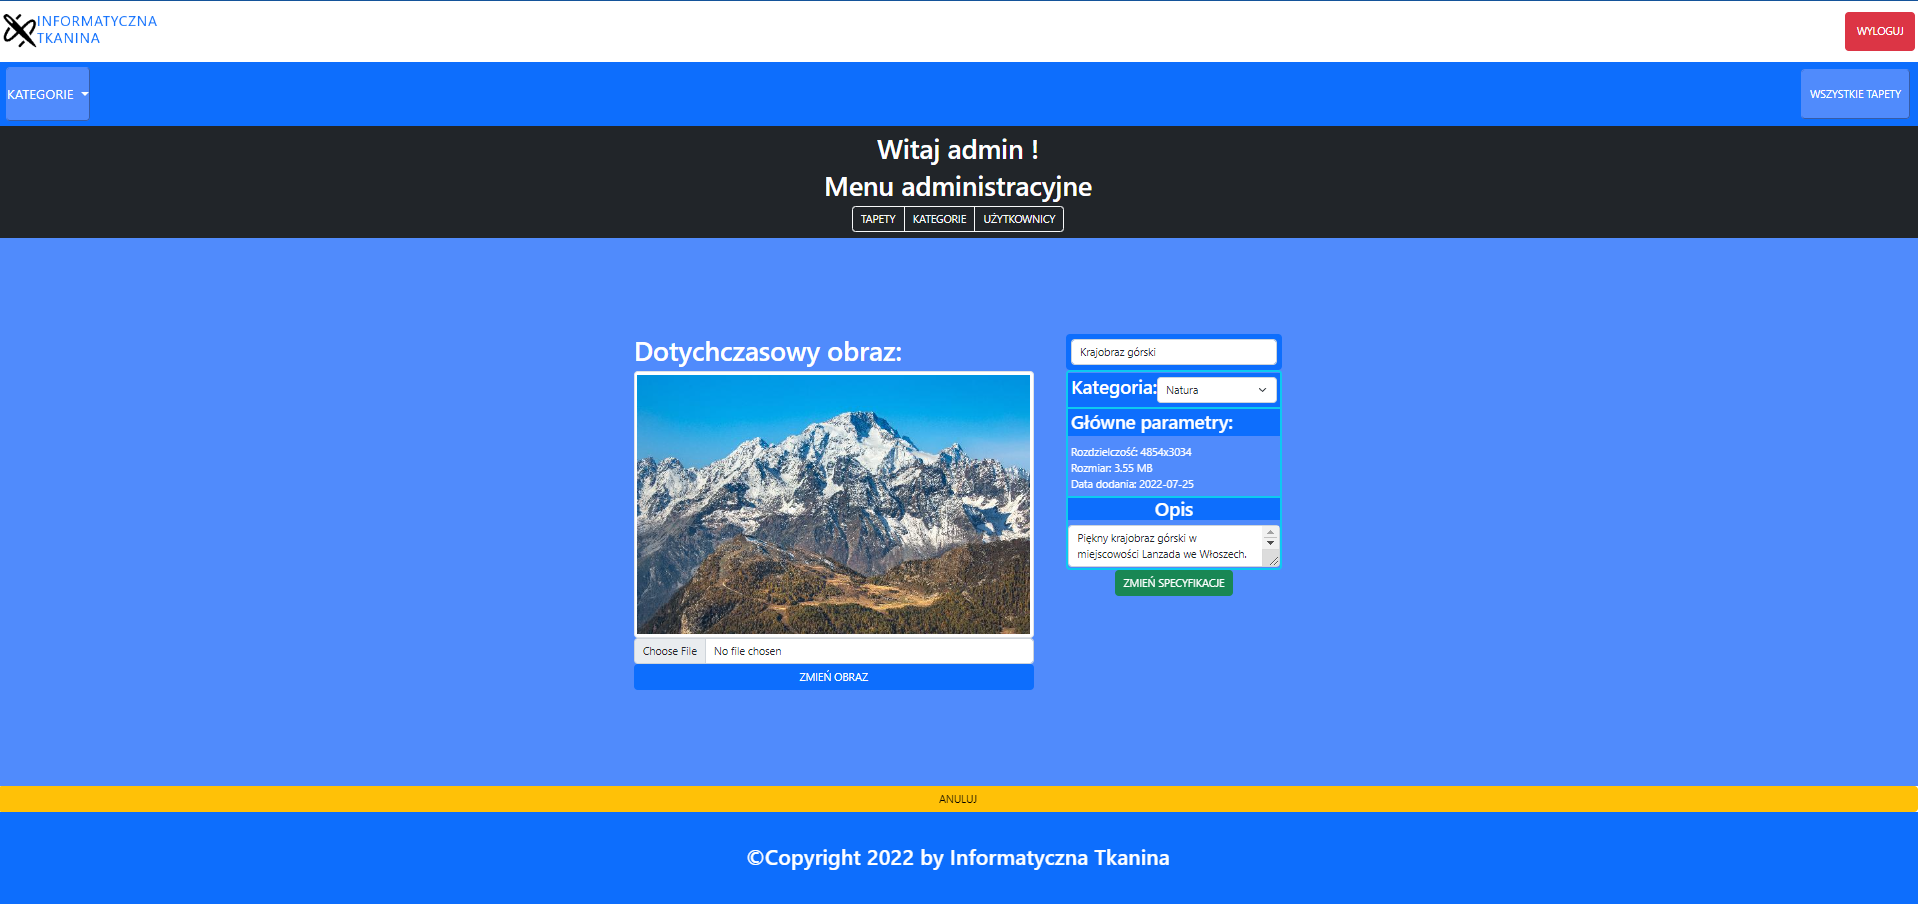 INFORMATYCZNA
TKANINA
WYLOGUJ
KATEGORIE
WSZYSTKIE TAPETY
Witaj admin !
Menu administracyjne
TAPETY KATEGORIE UŻYTKOWNICY
Dotychczasowy obraz:
Choose File No file chosen
ZMIEŃ OBRAZ
Krajobraz górski
Kategoria: Natura
Główne parametry:
Rozdzielczość: 4854x3034
Rozmiar: 3.55 MB
Data dodania: 2022-07-25
Opis
Piękny krajobraz górski w
miejscowości Lanzada we Włoszech.
ZMIEŃ SPECYFIKACJE
ANULUJ
©Copyright 2022 by Informatyczna Tkanina